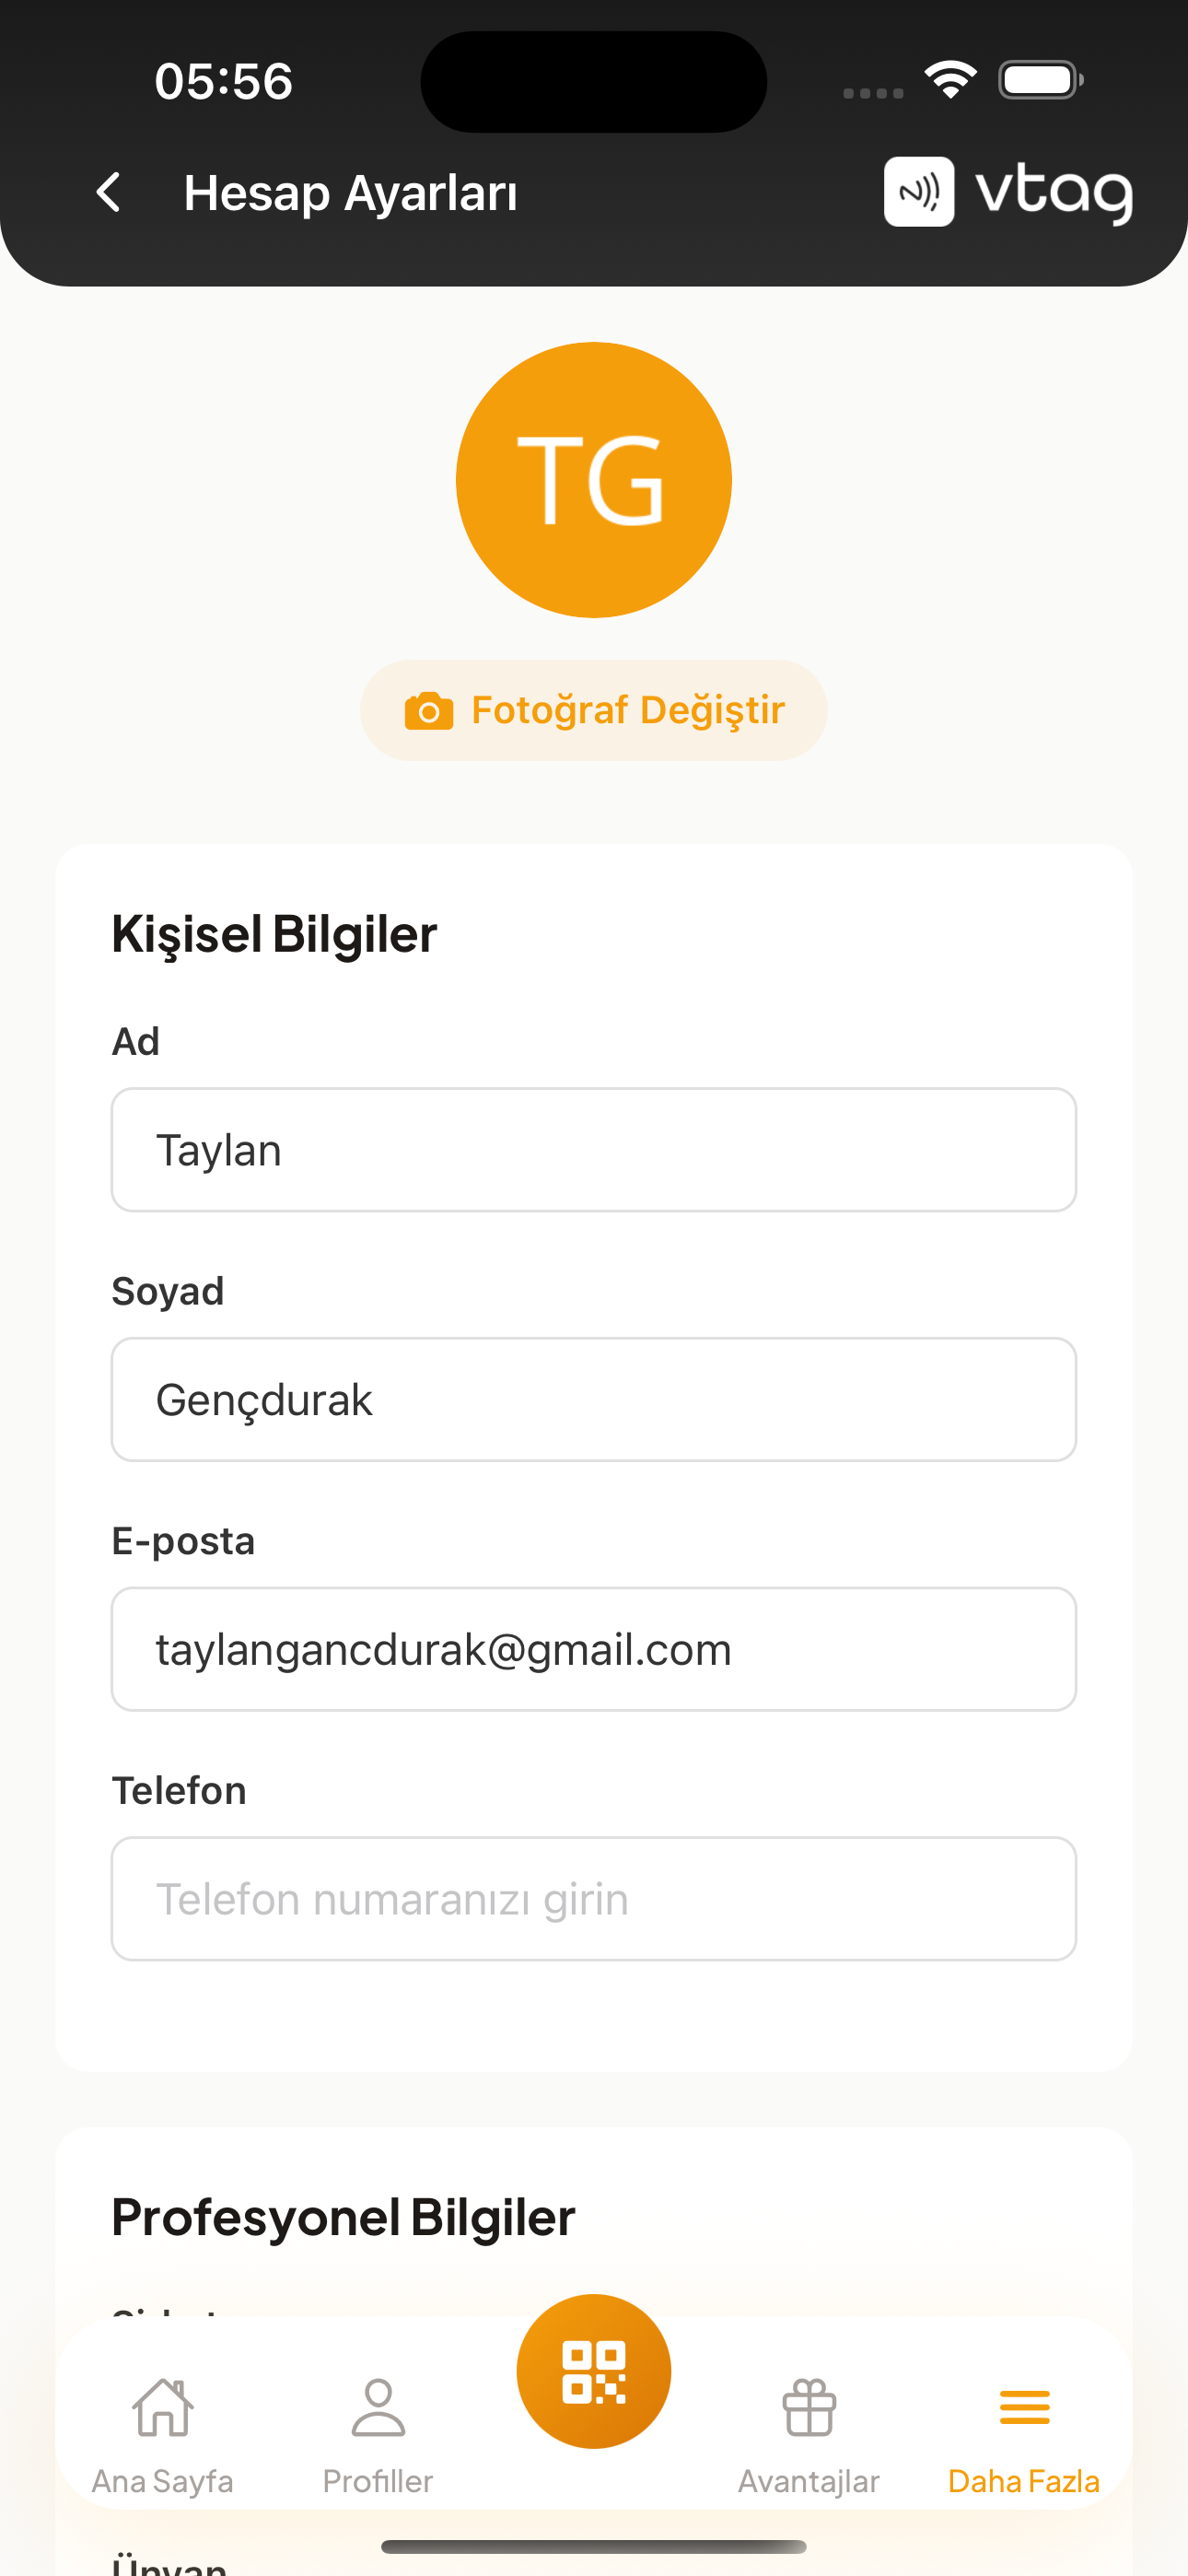 05:56
Hesap Ayarları
vtag
TG
Fotoğraf Değiştir
Kişisel Bilgiler
Ad
Taylan
Soyad
Gençdurak
E-posta
taylangancdurak@gmail.com
Telefon
Telefon numaranızı girin
Profesyonel Bilgiler
Ana Sayfa
Profiller
Avantajlar
Daha Fazla
Ünvan